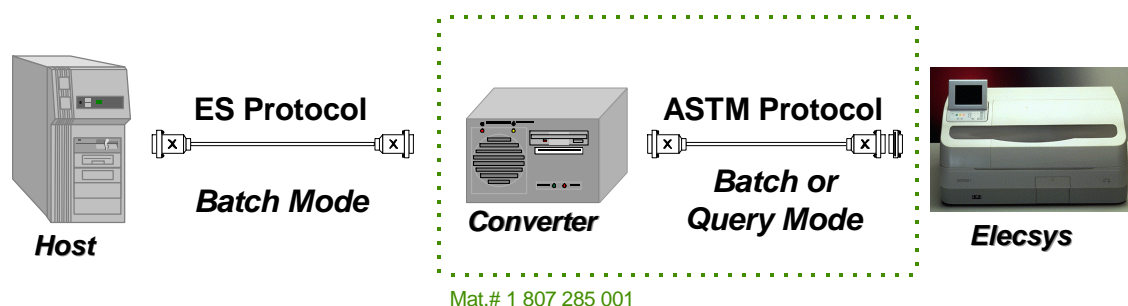 ES Protocol
Batch Mode
Host
Converter
ASTM Protocol
Batch or
Query Mode
Elecsys
Mat.# 1 807 285 001